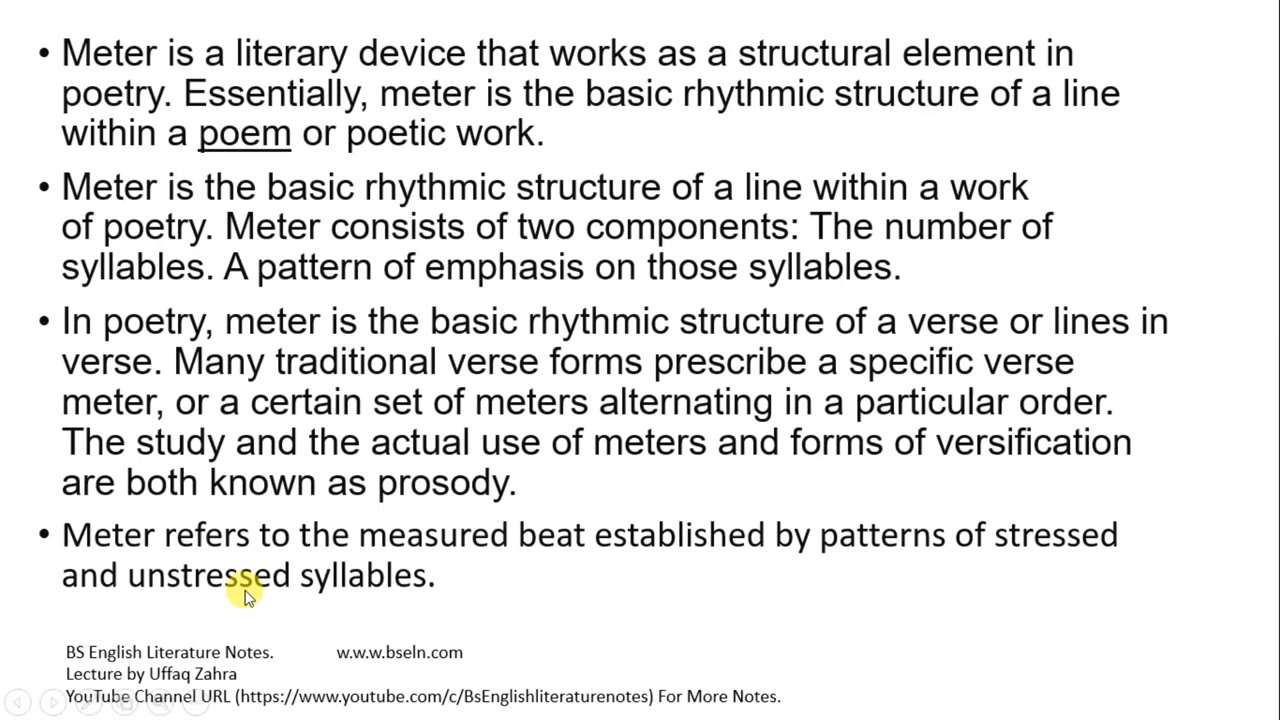 • Meter is a literary device that works as a structural element in
poetry. Essentially, meter is the basic rhythmic structure of a line
within a poem or poetic work.
• Meter is the basic rhythmic structure of a line within a work
of poetry. Meter consists of two components: The number of
syllables. A pattern of emphasis on those syllables.
• In poetry, meter is the basic rhythmic structure of a verse or lines in
verse. Many traditional verse forms prescribe a specific verse
meter, or a certain set of meters alternating in a particular order.
The study and the actual use of meters and forms of versification
are both known as prosody.
• Meter refers to the measured beat established by patterns of stressed
and unstressed syllables.
BS English Literature Notes. w.w.w.bseln.com
Lecture by Uffaq Zahra
YouTube Channel URL (https://www.youtube.com/c/BsEnglishliteraturenotes) For More Notes.